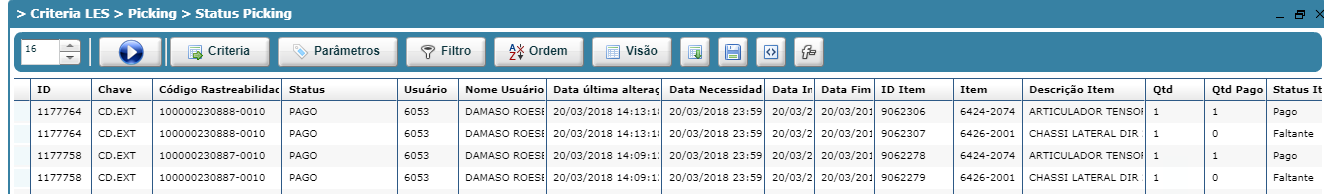 > Criteria LES > Picking > Status Picking
16 Criteria Parâmetros Filtro Ordem Visão
ID Chave Código Rastreabilidad Status Usuário Nome Usuário Data última alteraç Data Necessidad Data In Data Fim ID Item Item Descrição Item Qtd Qtd Pago Status It
1177764 CD.EXT 100000230888-0010 PAGO 6053 DAMASO ROESE 20/03/2018 14:13:1 20/03/2018 23:59 20/03/2 20/03/201 9062306 6424-2074 ARTICULADOR TENSOR 1 1 Pago
1177764 CD.EXT 100000230888-0010 PAGO 6053 DAMASO ROESE 20/03/2018 14:13:1 20/03/2018 23:59 20/03/2 20/03/201 9062307 6426-2001 CHASSI LATERAL DIR 1 0 Faltante
1177758 CD.EXT 100000230887-0010 PAGO 6053 DAMASO ROESE 20/03/2018 14:09:1 20/03/2018 23:59 20/03/2 20/03/201 9062278 6424-2074 ARTICULADOR TENSOR 1 1 Pago
1177758 CD.EXT 100000230887-0010 PAGO 6053 DAMASO ROESE 20/03/2018 14:09:1 20/03/2018 23:59 20/03/2 20/03/201 9062279 6426-2001 CHASSI LATERAL DIR 1 0 Faltante